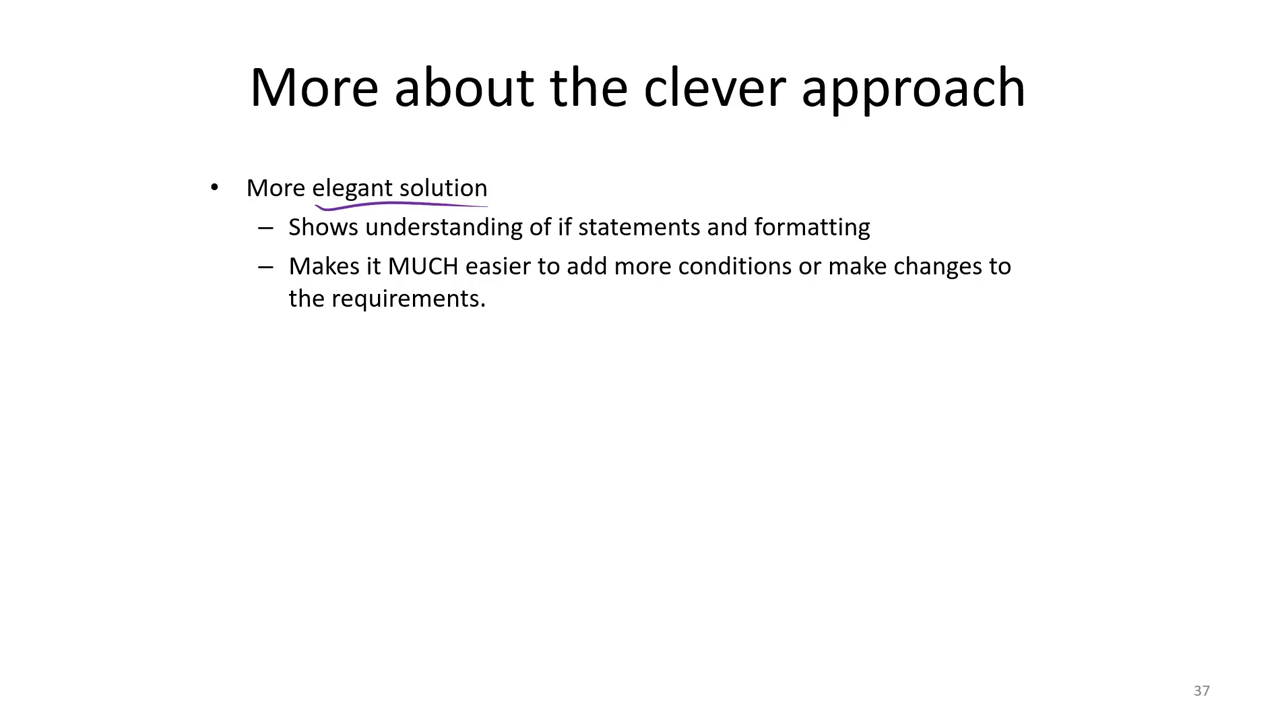 More about the clever approach
• More elegant solution
– Shows understanding of if statements and formatting
– Makes it MUCH easier to add more conditions or make changes to
the requirements.
37